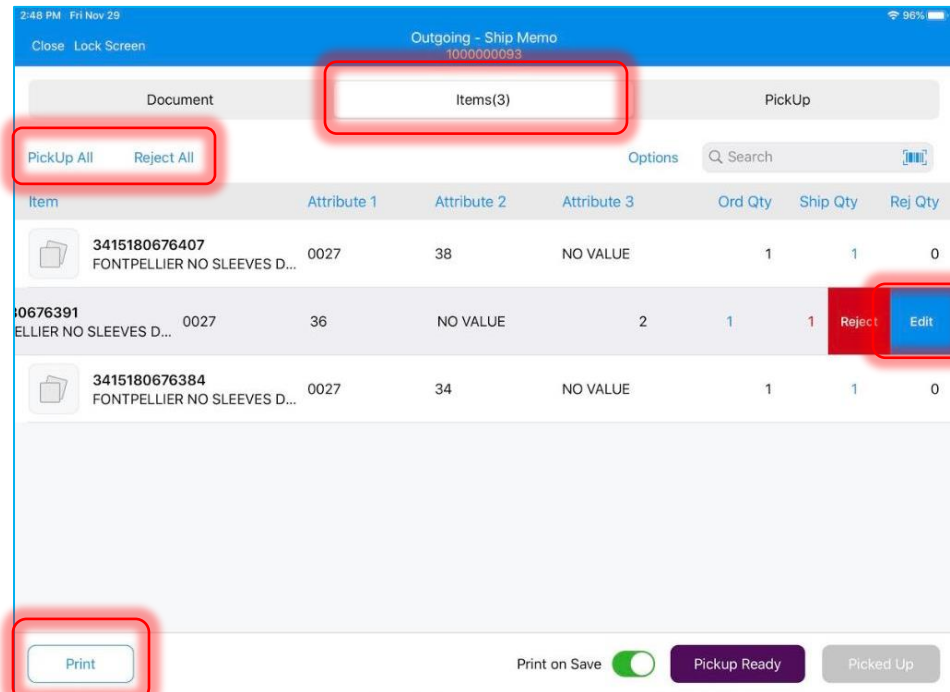 2:48 PM Fri Nov 29 96%
Close Lock Screen Outgoing - Ship Memo
1000000093
Document Items(3) PickUp
PickUp All Reject All Options Search
Item Attribute 1 Attribute 2 Attribute 3 Ord Qty Ship Qty Rej Qty
3415180676407
FONTPELLIER NO SLEEVES D... 0027 38 NO VALUE 1 1 0
30676391
ELLIER NO SLEEVES D... 0027 36 NO VALUE 2 1 1 Reject Edit
3415180676384
FONTPELLIER NO SLEEVES D... 0027 34 NO VALUE 1 1 0
Print Print on Save Pickup Ready Picked Up